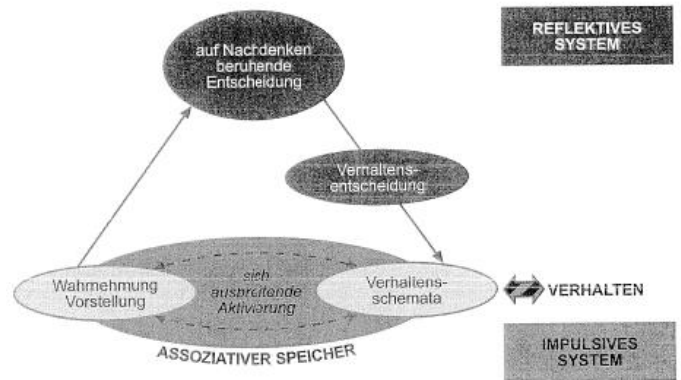 REFLEKTIVES
SYSTEM
auf Nachdenken
beruhende
Entscheidung
Verhaltens-
entscheidung
Wahrnehmung
Vorstellung
sich
ausbreitende
Aktivierung
Verhaltens-
schemata
VERHALTEN
ASSOZIATIVER SPEICHER
IMPULSIVES
SYSTEM